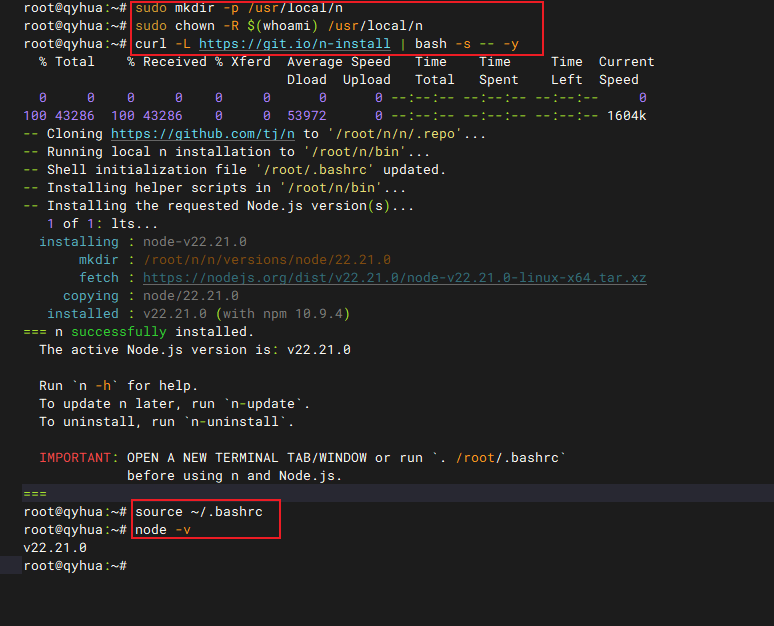 root@qyhua:~# sudo mkdir -p /usr/local/n
root@qyhua:~# sudo chown -R $(whoami) /usr/local/n
root@qyhua:~# curl -L https://git.io/n-install | bash -s -- -y
  % Total    % Received % Xferd  Average Speed   Time    Time     Time  Current
                                 Dload  Upload   Total   Spent    Left  Speed
  0     0    0     0    0     0      0      0 --:--:-- --:--:-- --:--:--     0
100 43286  100 43286    0     0  53972      0 --:--:-- --:--:-- --:--:-- 1604k
-- Cloning https://github.com/tj/n to '/root/n/n/.repo'...
-- Running local n installation to '/root/n/bin'...
-- Shell initialization file '/root/.bashrc' updated.
-- Installing helper scripts in '/root/n/bin'...
-- Installing the requested Node.js version(s)...
   1 of 1: lts...
  installing : node-v22.21.0
       mkdir : /root/n/n/versions/node/22.21.0
       fetch : https://nodejs.org/dist/v22.21.0/node-v22.21.0-linux-x64.tar.xz
     copying : node/22.21.0
   installed : v22.21.0 (with npm 10.9.4)
=== n successfully installed.
  The active Node.js version is: v22.21.0
  Run `n -h` for help.
  To update n later, run `n-update`.
  To uninstall, run `n-uninstall`.
  IMPORTANT: OPEN A NEW TERMINAL TAB/WINDOW or run `. /root/.bashrc`
             before using n and Node.js.
===
root@qyhua:~# source ~/.bashrc
root@qyhua:~# node -v
v22.21.0
root@qyhua:~#